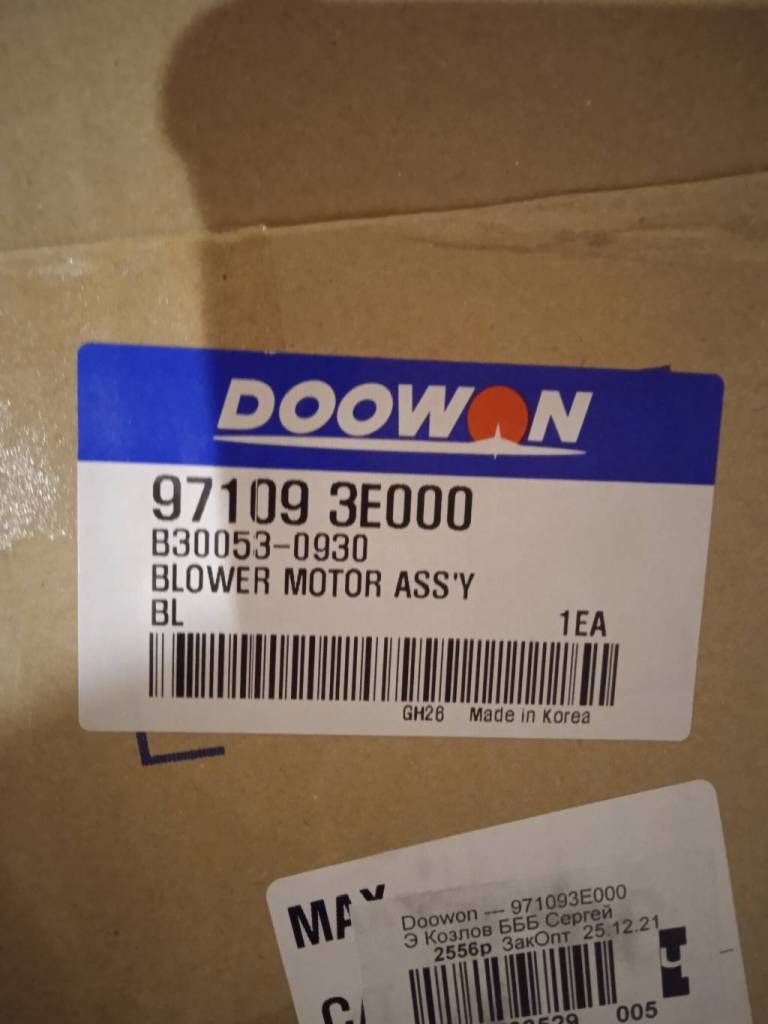 DOOWON
97109 3E000
B30053-0930
BLOWER MOTOR ASS'Y
BL 1EA
GH26 Made in Korea
MAX
Doowon --- 971093E000
Э Козлов БББ Сергей
2556р ЗакОпт 25.12.21
005